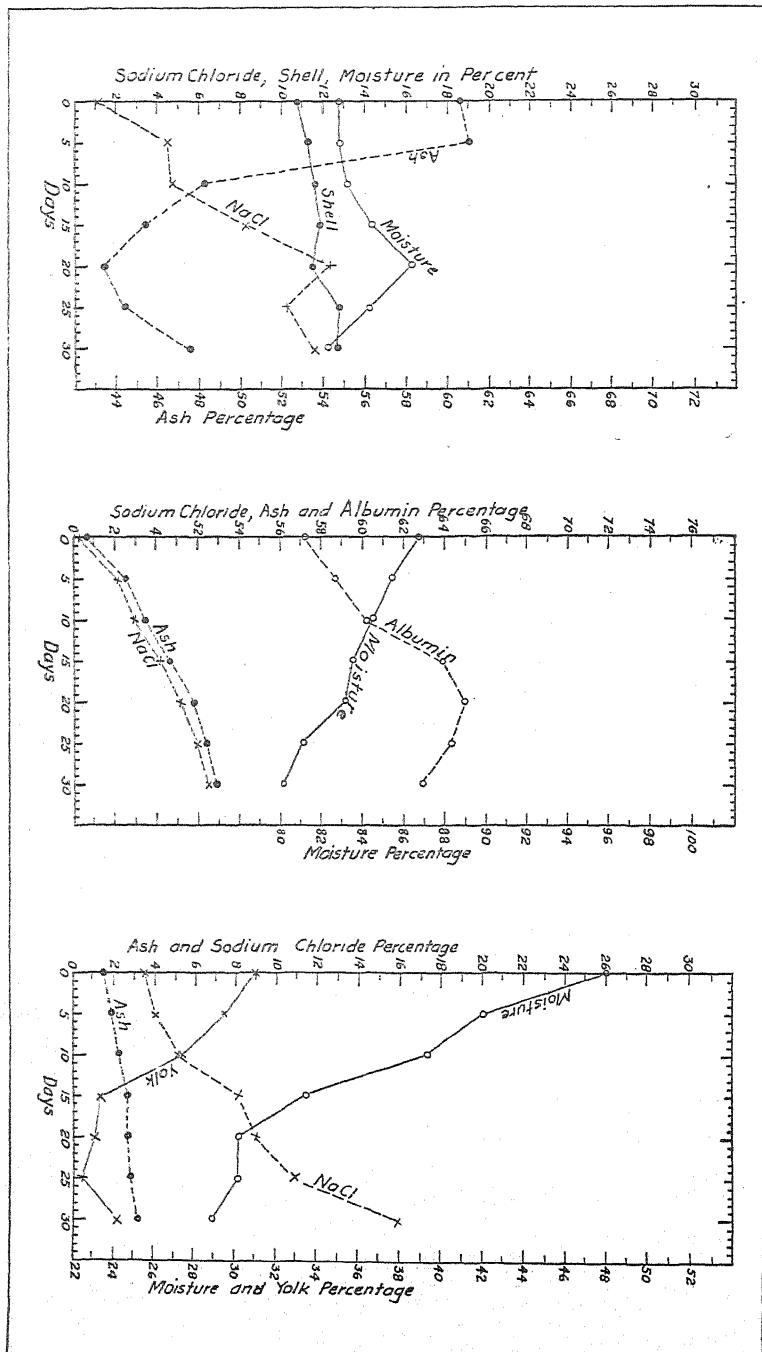 Sodium Chloride, Shell, Moisture in Percent
0 2 4 6 8 10 12 14 16 18 20 22 24 26 28 30
0
5
10
15
20
25
30
Days
Ash
NaCl
Shell
Moisture
44 46 48 50 52 54 56 58 60 62 64 66 68 70 72
Ash Percentage
Sodium Chloride, Ash and Albumin Percentage
0 2 4 52 54 56 58 60 62 64 66 68 70 72 74 76
0
5
10
15
20
25
30
Days
Ash
NaCl
Moisture
Albumin
80 82 84 86 88 90 92 94 96 98 100
Moisture Percentage
Ash and Sodium Chloride Percentage
0 2 4 6 8 10 11 14 16 17 20 22 24 26 28 30
0
5
10
15
20
25
30
Days
Ash
Yolk
Moisture
NaCl
22 24 26 28 30 34 36 38 40 42 44 46 48 50 52
Moisture and Yolk Percentage